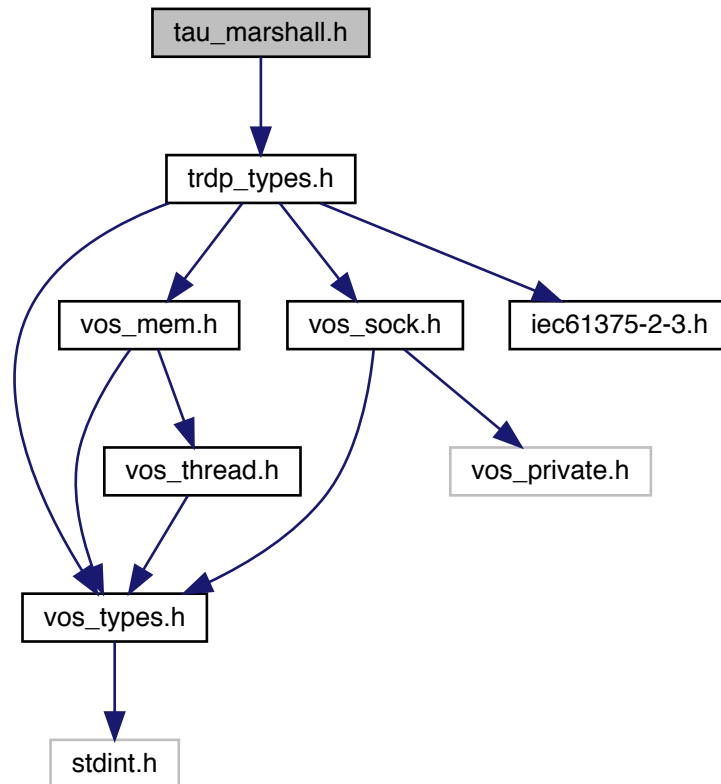 tau_marshall.h
trdp_types.h
vos_mem.h
vos_sock.h
iec61375-2-3.h
vos_thread.h
vos_private.h
vos_types.h
stdint.h